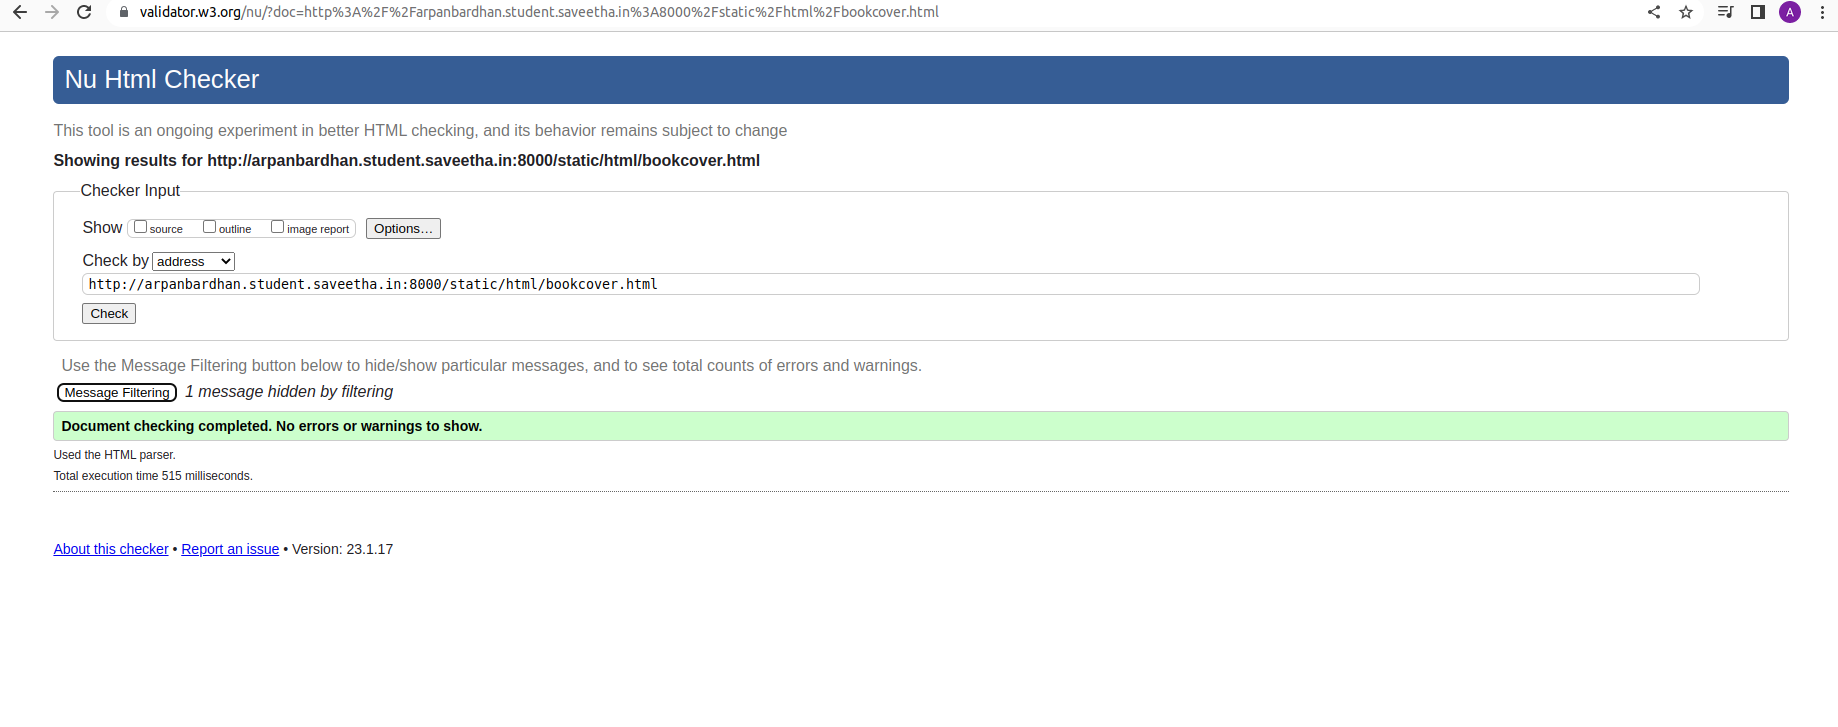 validator.w3.org/nu/?doc=http%3A%2F%2Farpanbardhan.student.saveetha.in%3A8000%2Fstatic%2Fhtml%2Fbookcover.html
A
Nu Html Checker
This tool is an ongoing experiment in better HTML checking, and its behavior remains subject to change
Showing results for http://arpanbardhan.student.saveetha.in:8000/static/html/bookcover.html
Checker Input
Show source outline image report Options...
Check by address
http://arpanbardhan.student.saveetha.in:8000/static/html/bookcover.html
Check
Use the Message Filtering button below to hide/show particular messages, and to see total counts of errors and warnings.
Message Filtering 1 message hidden by filtering
Document checking completed. No errors or warnings to show.
Used the HTML parser.
Total execution time 515 milliseconds.
About this checker • Report an issue • Version: 23.1.17